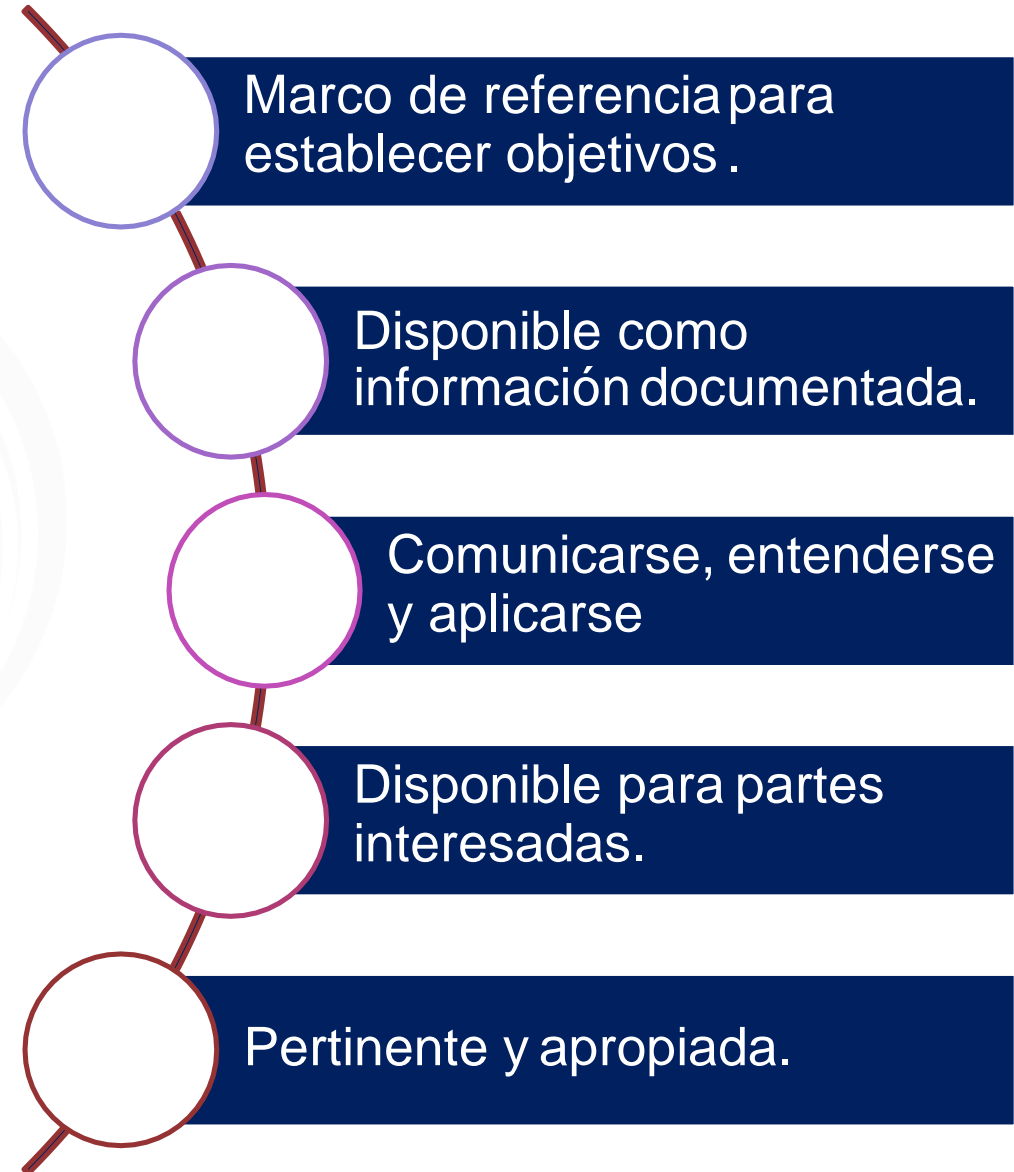 Marco de referencia para
establecer objetivos .
Disponible como
información documentada.
Comunicarse, entenderse
y aplicarse
Disponible para partes
interesadas.
Pertinente y apropiada.